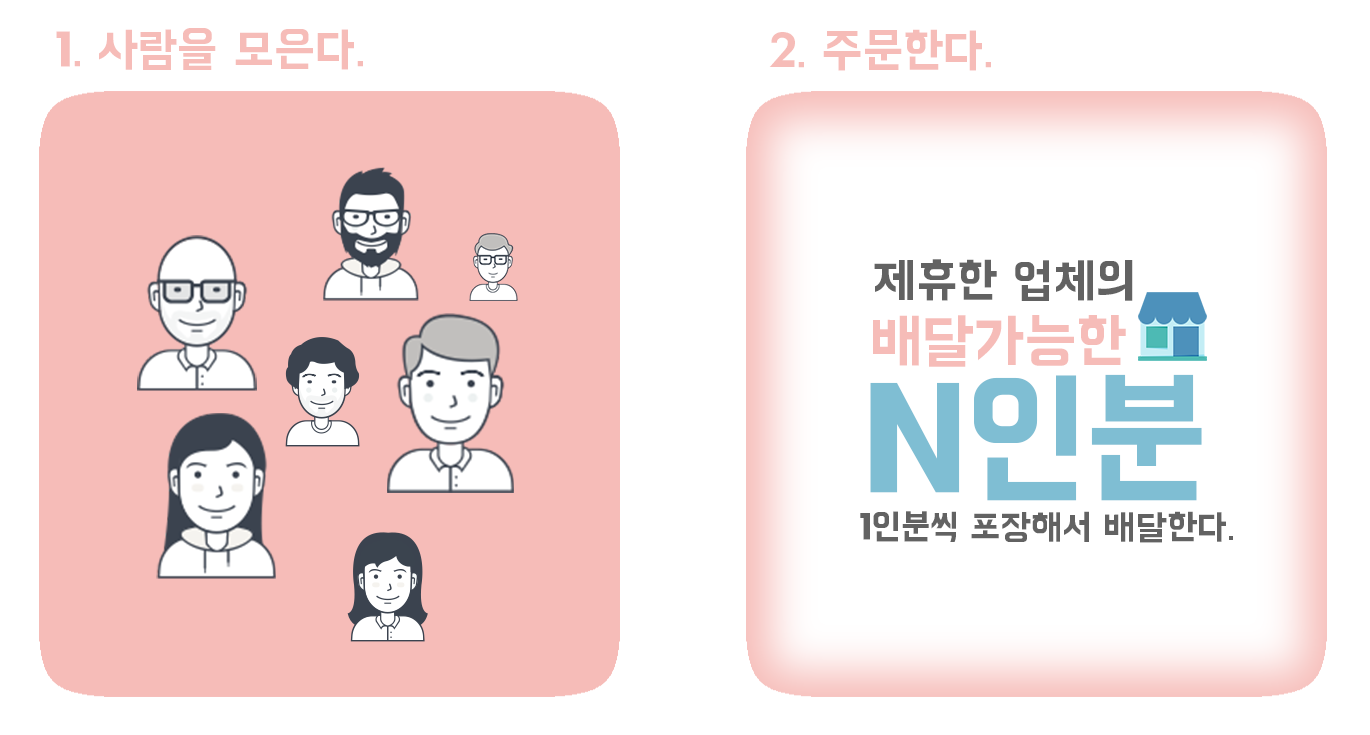 1. 사람을 모은다.
2. 주문한다.
제휴한 업체의
배달가능한
N인분
1인분씩 포장해서 배달한다.